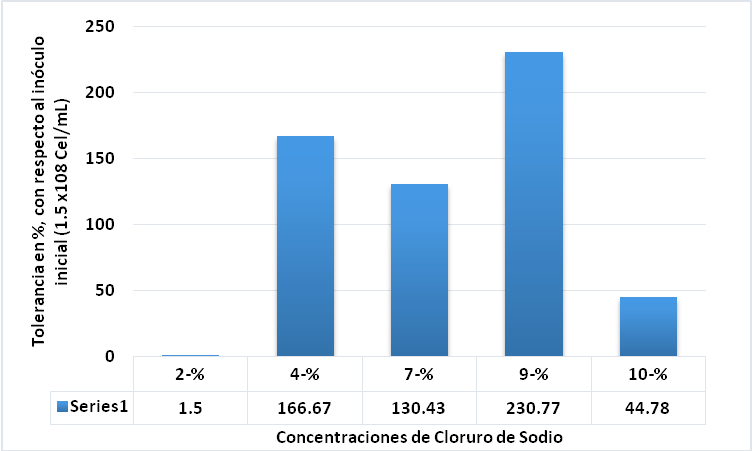 Tolerancia en %, con respecto al inóculo
inicial (1.5 x108 Cel/mL)
250
200
150
100
50
0
2-% 4-% 7-% 9-% 10-%
Series1 1.5 166.67 130.43 230.77 44.78
Concentraciones de Cloruro de Sodio